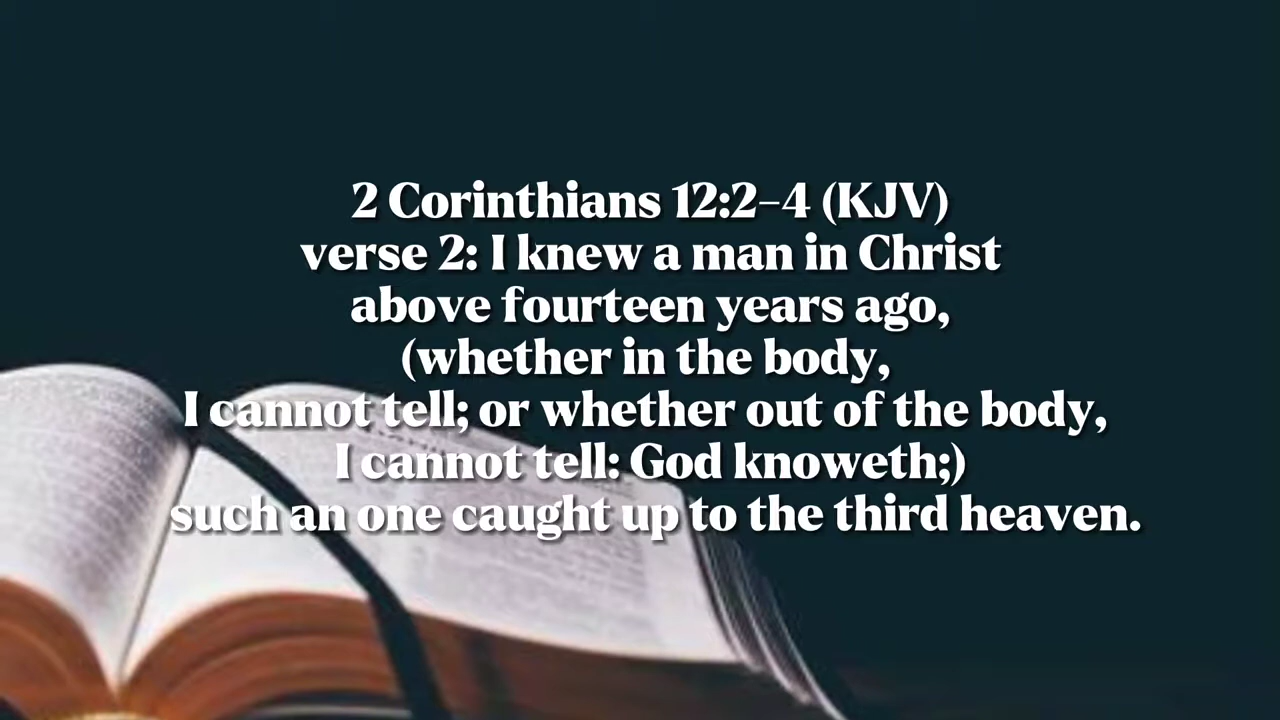 2 Corinthians 12:2–4 (KJV)
verse 2: I knew a man in Christ
above fourteen years ago,
(whether in the body,
I cannot tell; or whether out of the body,
I cannot tell: God knoweth;)
such an one caught up to the third heaven.